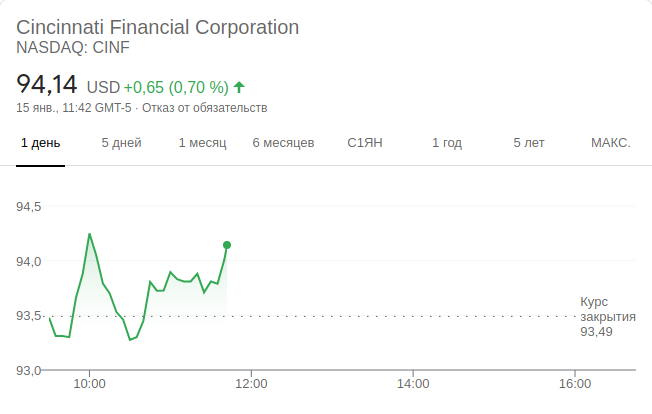 Cincinnati Financial Corporation
NASDAQ: CINF
94,14 USD +0,65 (0,70 %)
15 янв., 11:42 GMT-5 · Отказ от обязательств
1 день 5 дней 1 месяц 6 месяцев С1ЯН 1 год 5 лет МАКС.
94,5
94,0
93,5
93,0
Курс
закрытия
93,49
10:00 12:00 14:00 16:00